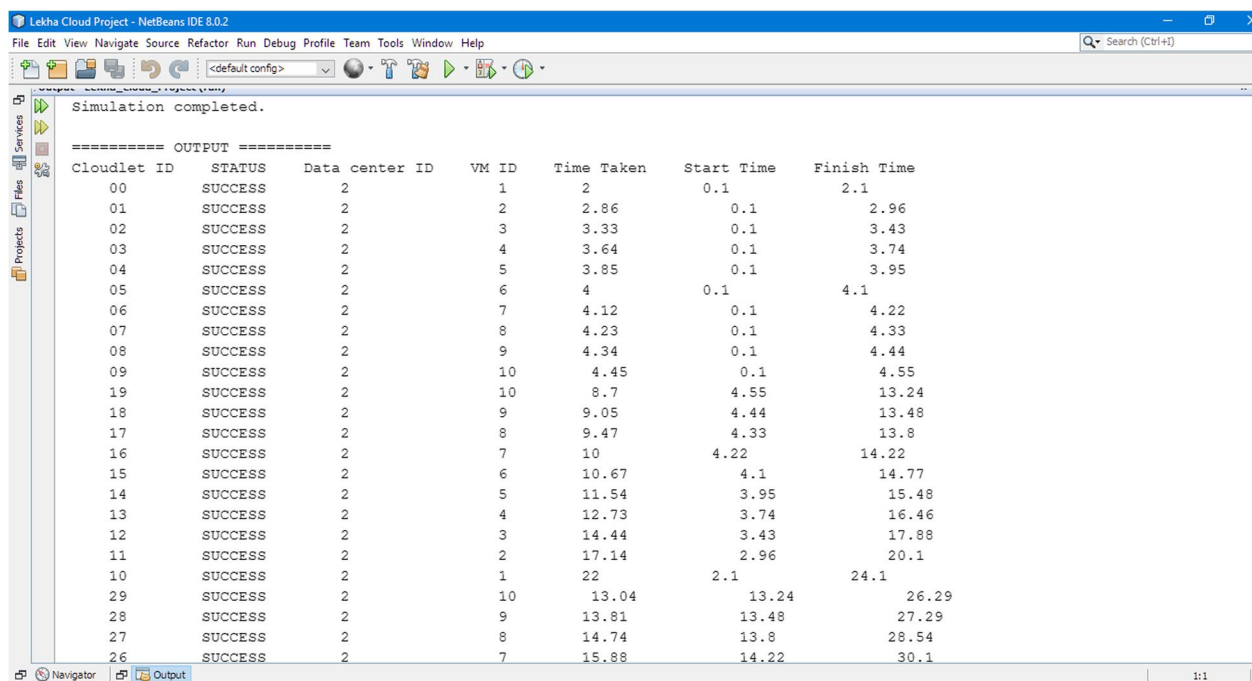 Lekha Cloud Project - NetBeans IDE 8.0.2
File Edit View Navigate Source Refactor Run Debug Profile Team Tools Window Help
Search (Ctrl+I)
<default config>
Output - Lekha_Cloud_Project (run)
Services
Files
Projects
Simulation completed.
========== OUTPUT ==========
Cloudlet ID STATUS Data center ID VM ID Time Taken Start Time Finish Time
00 SUCCESS 2 1 2 0.1 2.1
01 SUCCESS 2 2 2.86 0.1 2.96
02 SUCCESS 2 3 3.33 0.1 3.43
03 SUCCESS 2 4 3.64 0.1 3.74
04 SUCCESS 2 5 3.85 0.1 3.95
05 SUCCESS 2 6 4 0.1 4.1
06 SUCCESS 2 7 4.12 0.1 4.22
07 SUCCESS 2 8 4.23 0.1 4.33
08 SUCCESS 2 9 4.34 0.1 4.44
09 SUCCESS 2 10 4.45 0.1 4.55
19 SUCCESS 2 10 8.7 4.55 13.24
18 SUCCESS 2 9 9.05 4.44 13.48
17 SUCCESS 2 8 9.47 4.33 13.8
16 SUCCESS 2 7 10 4.22 14.22
15 SUCCESS 2 6 10.67 4.1 14.77
14 SUCCESS 2 5 11.54 3.95 15.48
13 SUCCESS 2 4 12.73 3.74 16.46
12 SUCCESS 2 3 14.44 3.43 17.88
11 SUCCESS 2 2 17.14 2.96 20.1
10 SUCCESS 2 1 22 2.1 24.1
29 SUCCESS 2 10 13.04 13.24 26.29
28 SUCCESS 2 9 13.81 13.48 27.29
27 SUCCESS 2 8 14.74 13.8 28.54
26 SUCCESS 2 7 15.88 14.22 30.1
Navigator Output 1:1